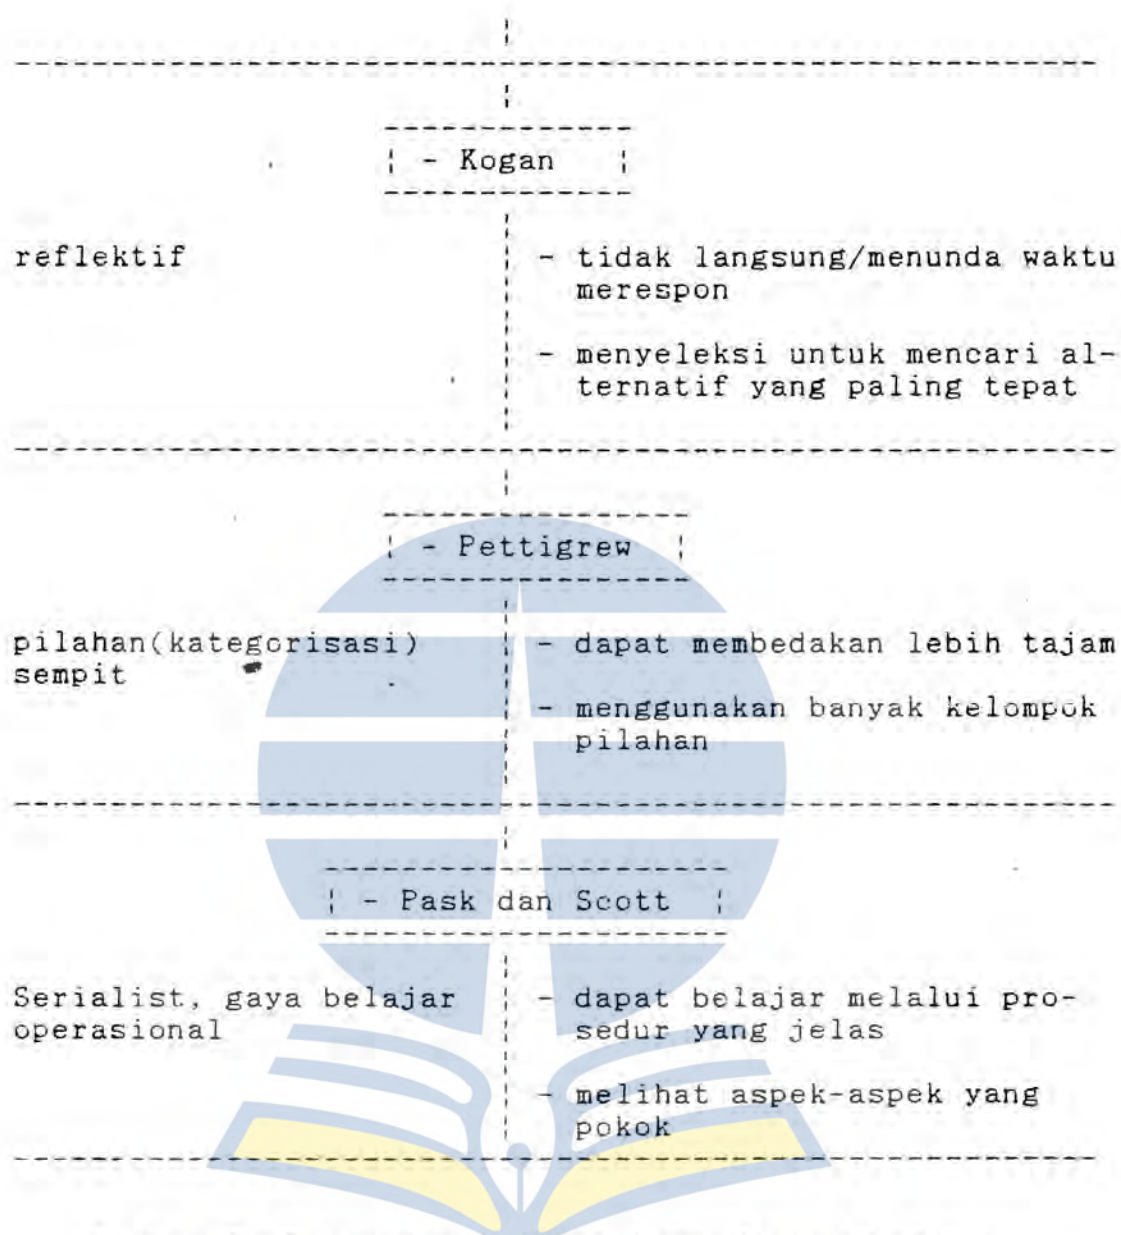 - Kogan
reflektif
- tidak langsung/menunda waktu
merespon
- menyeleksi untuk mencari al-
ternatif yang paling tepat
- Pettigrew
pilahan(kategorisasi)
sempit
- dapat membedakan lebih tajam
- menggunakan banyak kelompok
pilahan
- Pask dan Scott
Serialist, gaya belajar
operasional
- dapat belajar melalui pro-
sedur yang jelas
- melihat aspek-aspek yang
pokok